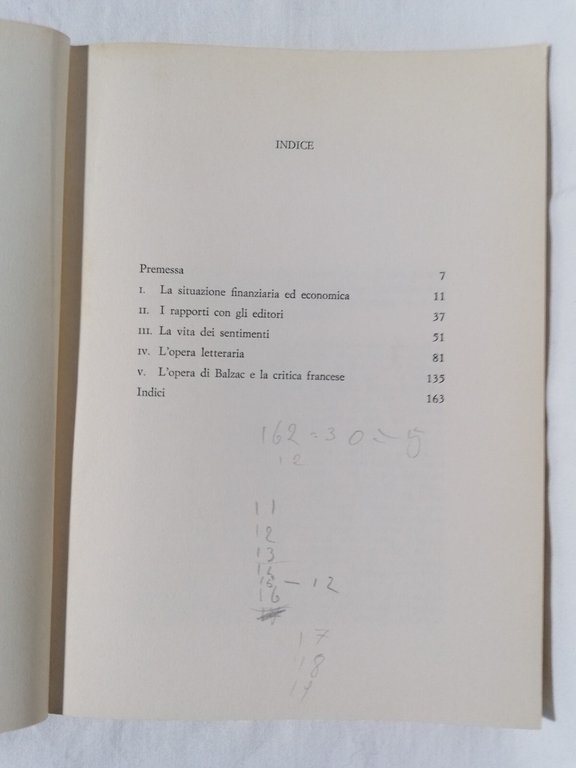 INDICE
Premessa 7
I. La situazione finanziaria ed economica 11
II. I rapporti con gli editori 37
III. La vita dei sentimenti 51
IV. L'opera letteraria 81
V. L'opera di Balzac e la critica francese 135
Indici 163
162 = 30 = 5
12
11
12
13
14
15 — 12
16
17
18